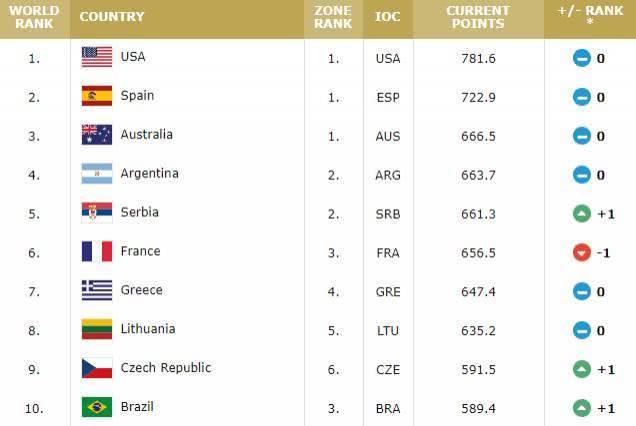 WORLD RANK COUNTRY ZONE RANK IOC CURRENT POINTS +/- RANK *
1. USA 1. USA 781.6 0
2. Spain 1. ESP 722.9 0
3. Australia 1. AUS 666.5 0
4. Argentina 2. ARG 663.7 0
5. Serbia 2. SRB 661.3 +1
6. France 3. FRA 656.5 -1
7. Greece 4. GRE 647.4 0
8. Lithuania 5. LTU 635.2 0
9. Czech Republic 6. CZE 591.5 +1
10. Brazil 3. BRA 589.4 +1